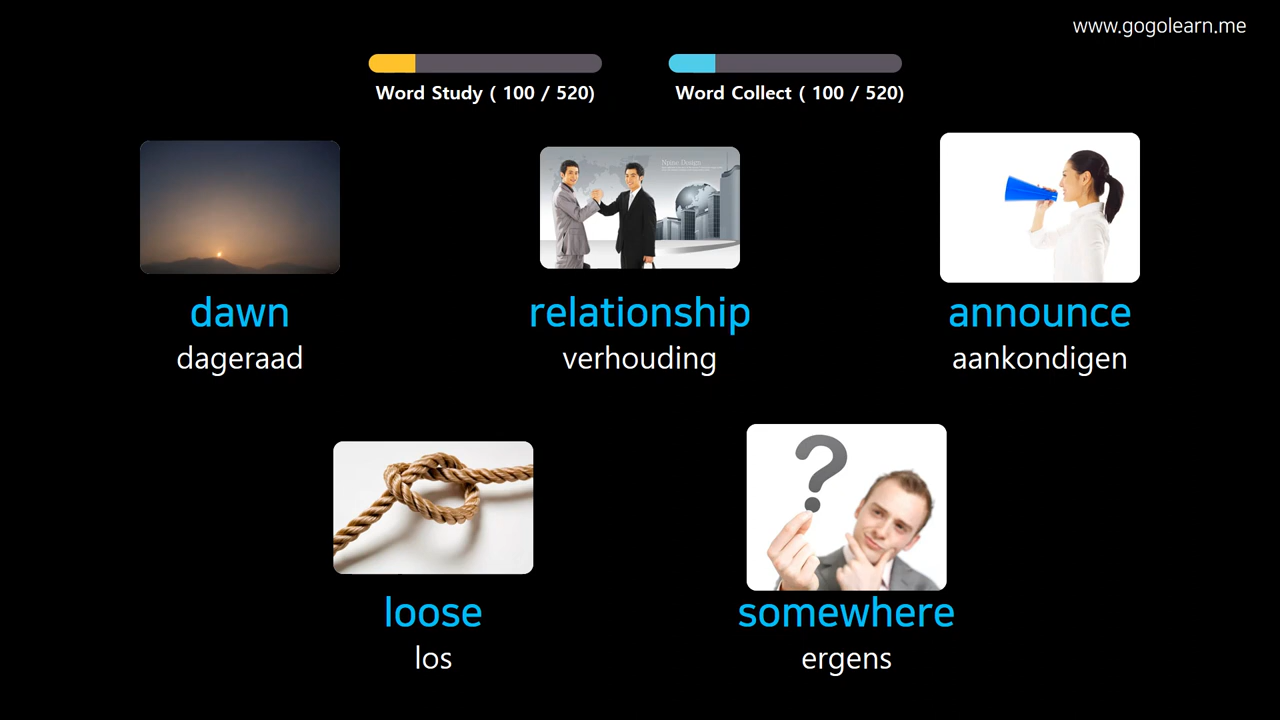 www.gogolearn.me
Word Study ( 100 / 520)
Word Collect ( 100 / 520)
dawn
dageraad
relationship
verhouding
announce
aankondigen
loose
los
somewhere
ergens